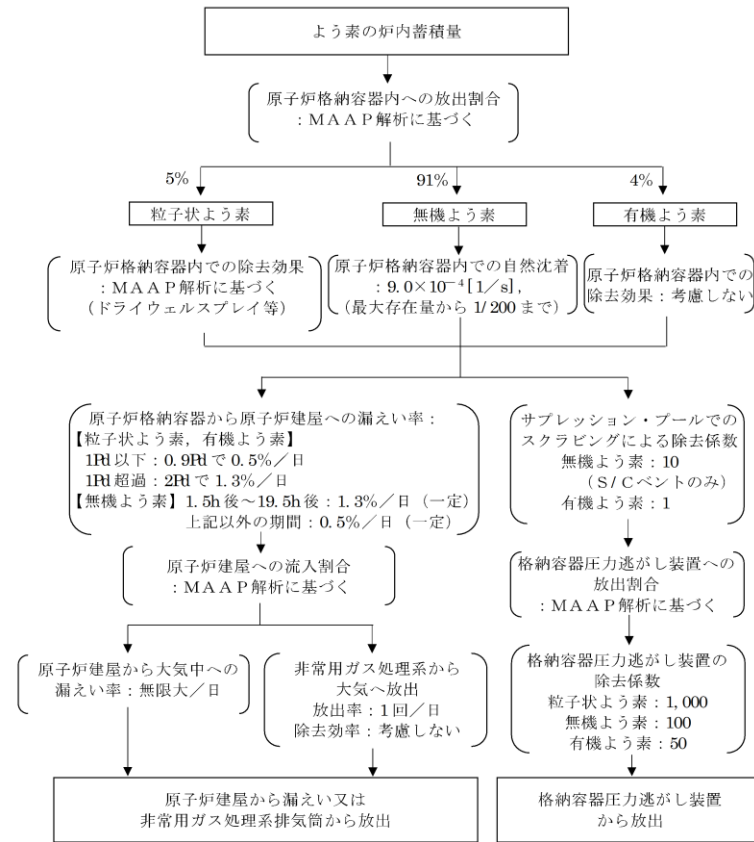 よう素の炉内蓄積量
原子炉格納容器内への放出割合
：ＭＡＡＰ解析に基づく
5%
91%
4%
粒子状よう素
無機よう素
有機よう素
原子炉格納容器内での除去効果
：ＭＡＡＰ解析に基づく
（ドライウェルスプレイ等）
原子炉格納容器内での自然沈着
：9.0×10⁻⁴[1／s]，
（最大存在量から 1/200 まで）
原子炉格納容器内での
除去効果：考慮しない
原子炉格納容器から原子炉建屋への漏えい率：
【粒子状よう素，有機よう素】
1Pd 以下：0.9Pd で 0.5%／日
1Pd 超過：2Pd で 1.3%／日
【無機よう素】1.5h 後～19.5h 後：1.3%／日（一定）
上記以外の期間：0.5%／日（一定）
サプレッション・プールでの
スクラビングによる除去係数
無機よう素：10
（Ｓ/Ｃベントのみ）
有機よう素：1
原子炉建屋への流入割合
：ＭＡＡＰ解析に基づく
格納容器圧力逃がし装置への
放出割合
：ＭＡＡＰ解析に基づく
原子炉建屋から大気中への
漏えい率：無限大／日
非常用ガス処理系から
大気へ放出
放出率：1回／日
除去効率：考慮しない
格納容器圧力逃がし装置の
除去係数
粒子状よう素：1,000
無機よう素：100
有機よう素：50
原子炉建屋から漏えい又は
非常用ガス処理系排気筒から放出
格納容器圧力逃がし装置
から放出